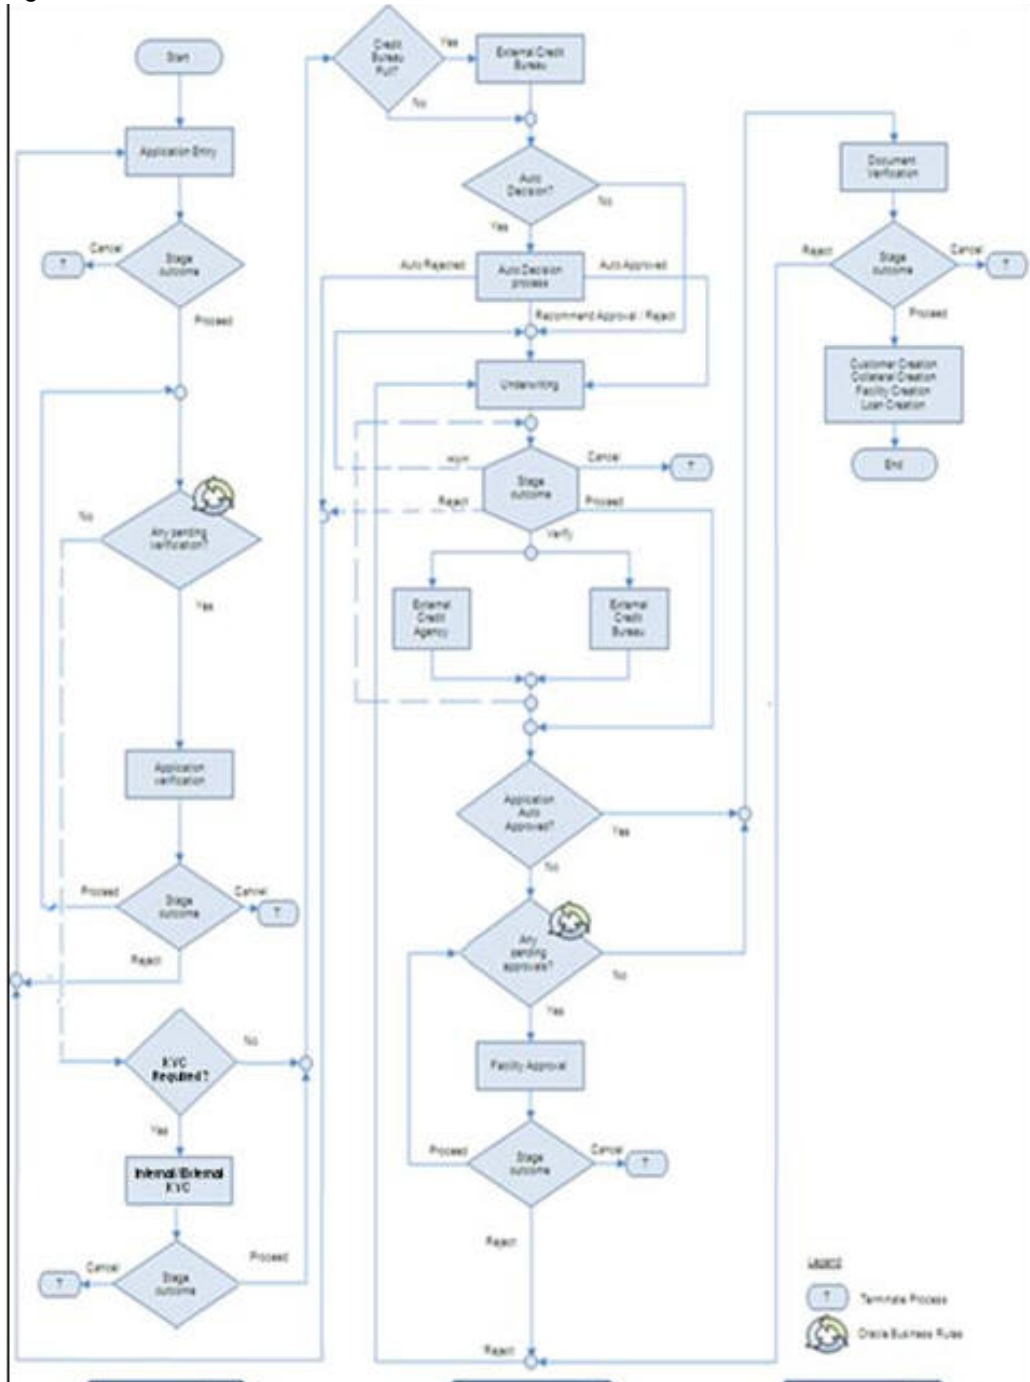 Start
Application Entry
Cancel
T
Stage
outcome
Proceed
No
Any pending
verification?
Yes
Application
verification
Proceed
Stage
outcome
Cancel
T
Reject
KYC
Required?
No
Yes
Internal/External
KYC
Cancel
T
Stage
outcome
Proceed
Credit
Bureau
Pull?
Yes
External Credit
Bureau
No
Auto
Decision?
No
Yes
Auto Rejected
Auto Decision
process
Auto Approved
Recommend Approval / Reject
Underwriting
Cancel
T
Stage
outcome
Reject
Proceed
Verify
External
Credit
Agency
External
Credit
Bureau
Application
Auto
Approved?
Yes
No
Any
pending
approvals?
No
Yes
Facility Approval
Proceed
Stage
outcome
Cancel
T
Reject
Reject
Document
Verification
Reject
Stage
outcome
Cancel
T
Proceed
Customer Creation
Collateral Creation
Facility Creation
Loan Creation
End
Legend
T
Terminate Process
Oracle Business Rules